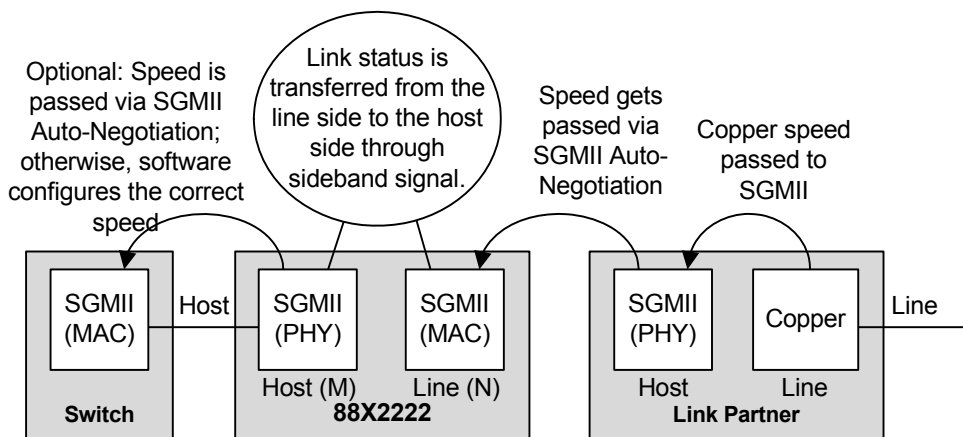 Optional: Speed is
passed via SGMII
Auto-Negotiation;
otherwise, software
configures the correct
speed
Link status is
transferred from the
line side to the host
side through
sideband signal.
Speed gets
passed via
SGMII Auto-
Negotiation
Copper speed
passed to
SGMII
SGMII
(MAC)
Host
SGMII
(PHY)
SGMII
(MAC)
SGMII
(PHY)
Copper
Line
Host (M)
Line (N)
Host
Line
Switch
88X2222
Link Partner